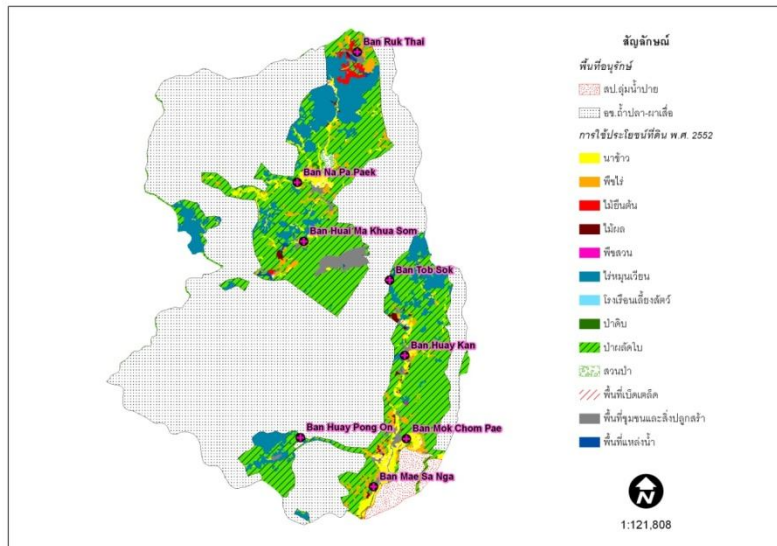 Ban Ruk Thai
Ban Na Pa Paek
Ban Huai Ma Khua Som
Ban Tob Sok
Ban Huay Kan
Ban Huay Pong On
Ban Mok Chom Pae
Ban Mae Sa Nga
สัญลักษณ์
พื้นที่อนุรักษ์
สป.ลุ่มน้ำปาย
อช.ถ้ำปลา-ผาเสื่อ
การใช้ประโยชน์ที่ดิน พ.ศ. 2552
นาข้าว
พืชไร่
ไม้ยืนต้น
ไม้ผล
พืชสวน
ไร่หมุนเวียน
โรงเรือนเลี้ยงสัตว์
ป่าดิบ
ป่าผลัดใบ
สวนป่า
พื้นที่เบ็ดเตล็ด
พื้นที่ชุมชนและสิ่งปลูกสร้า
พื้นที่แหล่งน้ำ
N
1:121,808